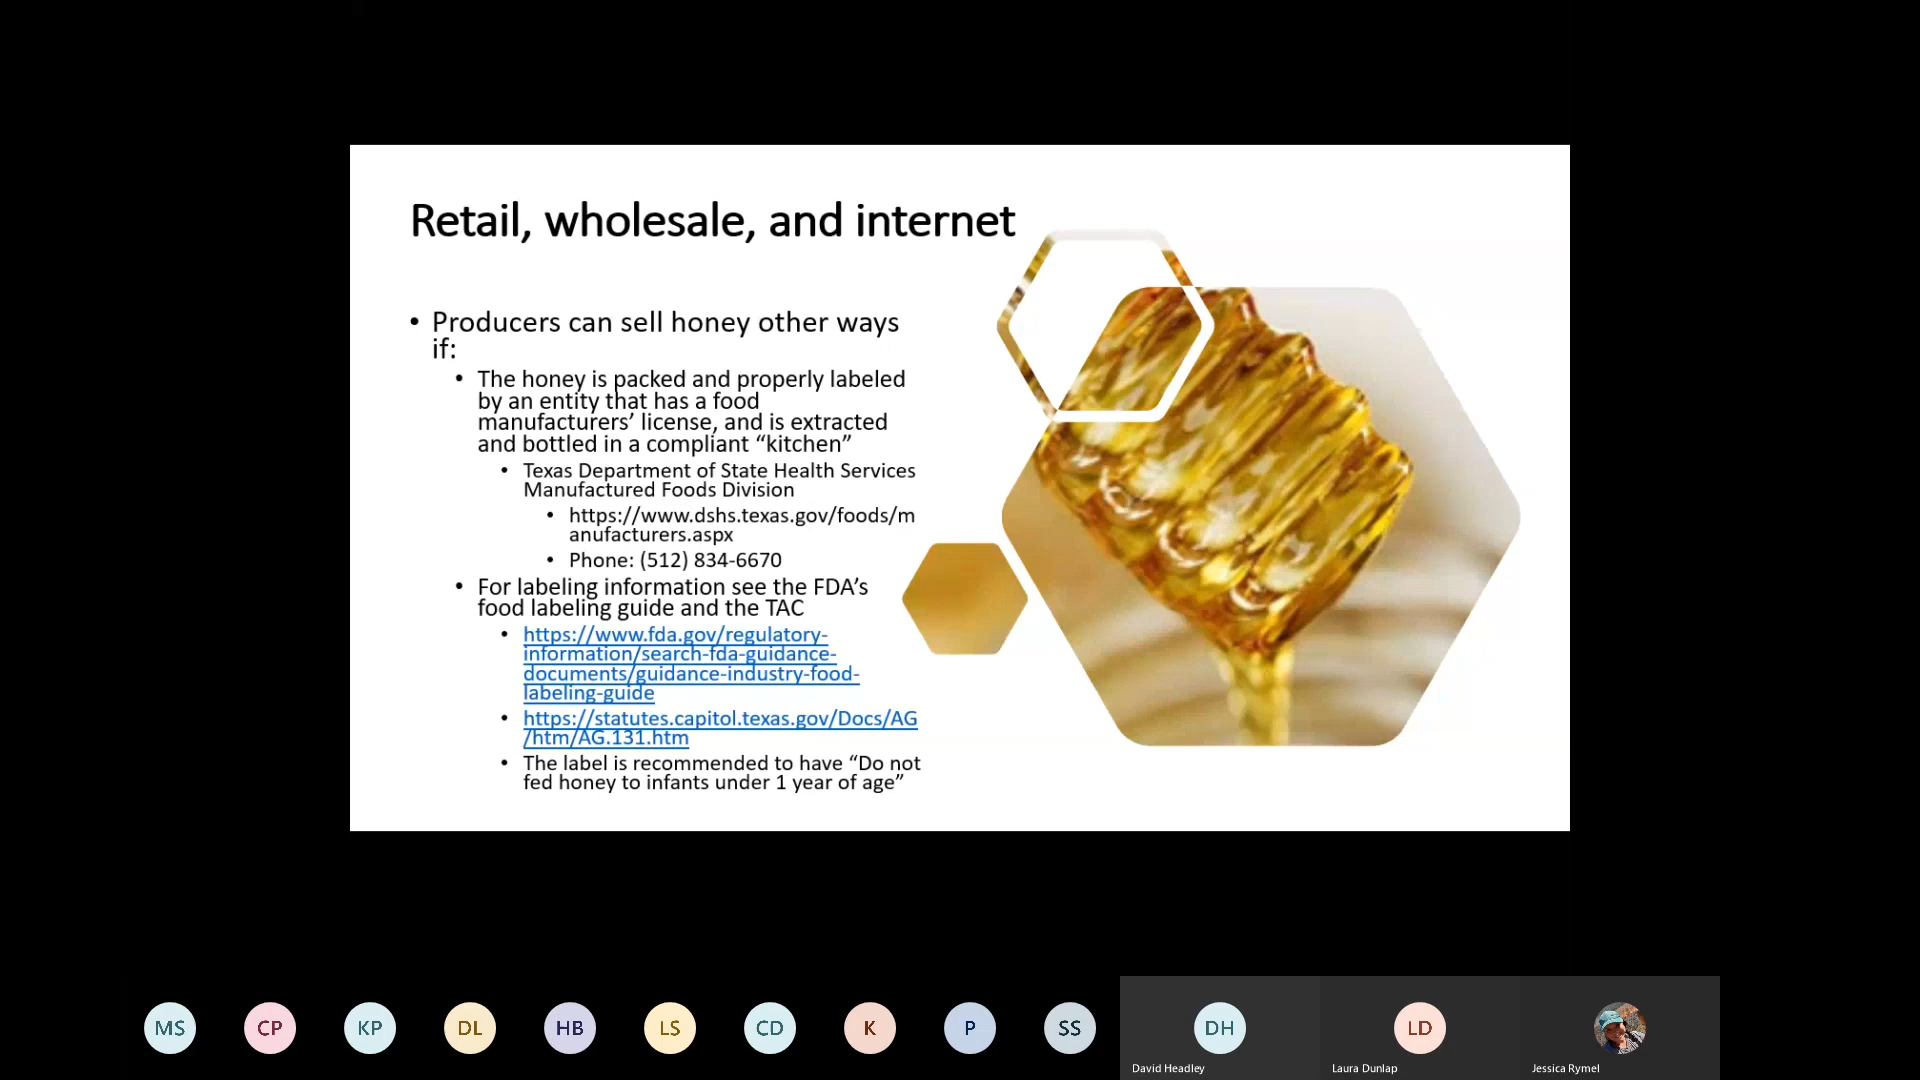 Retail, wholesale, and internet
• Producers can sell honey other ways
if:
• The honey is packed and properly labeled
by an entity that has a food
manufacturers’ license, and is extracted
and bottled in a compliant “kitchen”
• Texas Department of State Health Services
Manufactured Foods Division
• https://www.dshs.texas.gov/foods/m
anufacturers.aspx
• Phone: (512) 834-6670
• For labeling information see the FDA’s
food labeling guide and the TAC
• https://www.fda.gov/regulatory-
information/search-fda-guidance-
documents/guidance-industry-food-
labeling-guide
• https://statutes.capitol.texas.gov/Docs/AG
/htm/AG.131.htm
• The label is recommended to have “Do not
fed honey to infants under 1 year of age”
MS CP KP DL HB LS CD K P SS DH LD
David Headley Laura Dunlap Jessica Rymel